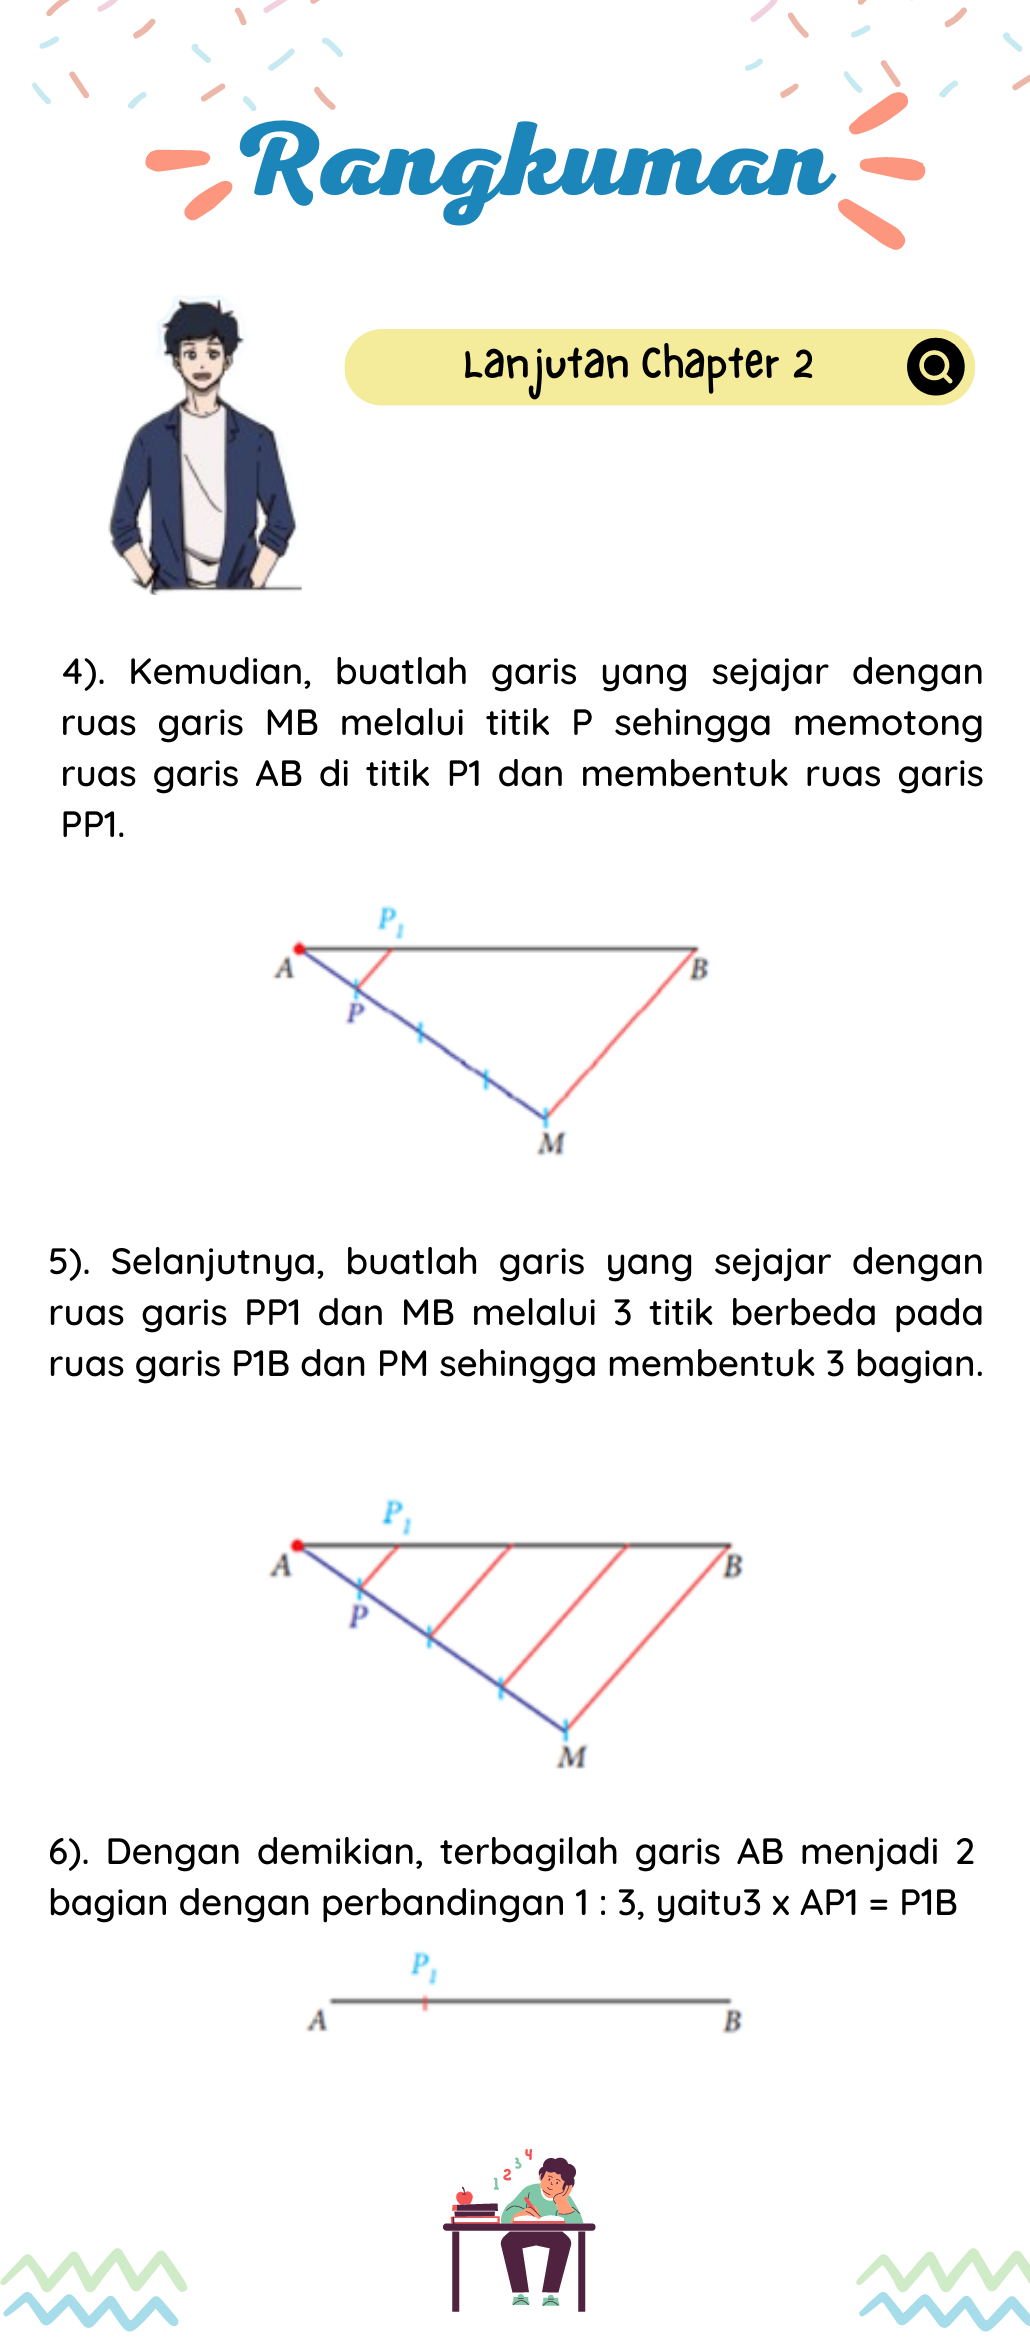 Rangkuman
Lanjutan Chapter 2
4). Kemudian, buatlah garis yang sejajar dengan
ruas garis MB melalui titik P sehingga memotong
ruas garis AB di titik P1 dan membentuk ruas garis
PP1.
P1
A B
P
M
5). Selanjutnya, buatlah garis yang sejajar dengan
ruas garis PP1 dan MB melalui 3 titik berbeda pada
ruas garis P1B dan PM sehingga membentuk 3 bagian.
P1
A B
P
M
6). Dengan demikian, terbagilah garis AB menjadi 2
bagian dengan perbandingan 1 : 3, yaitu3 x AP1 = P1B
P1
A B
1 2 3 4